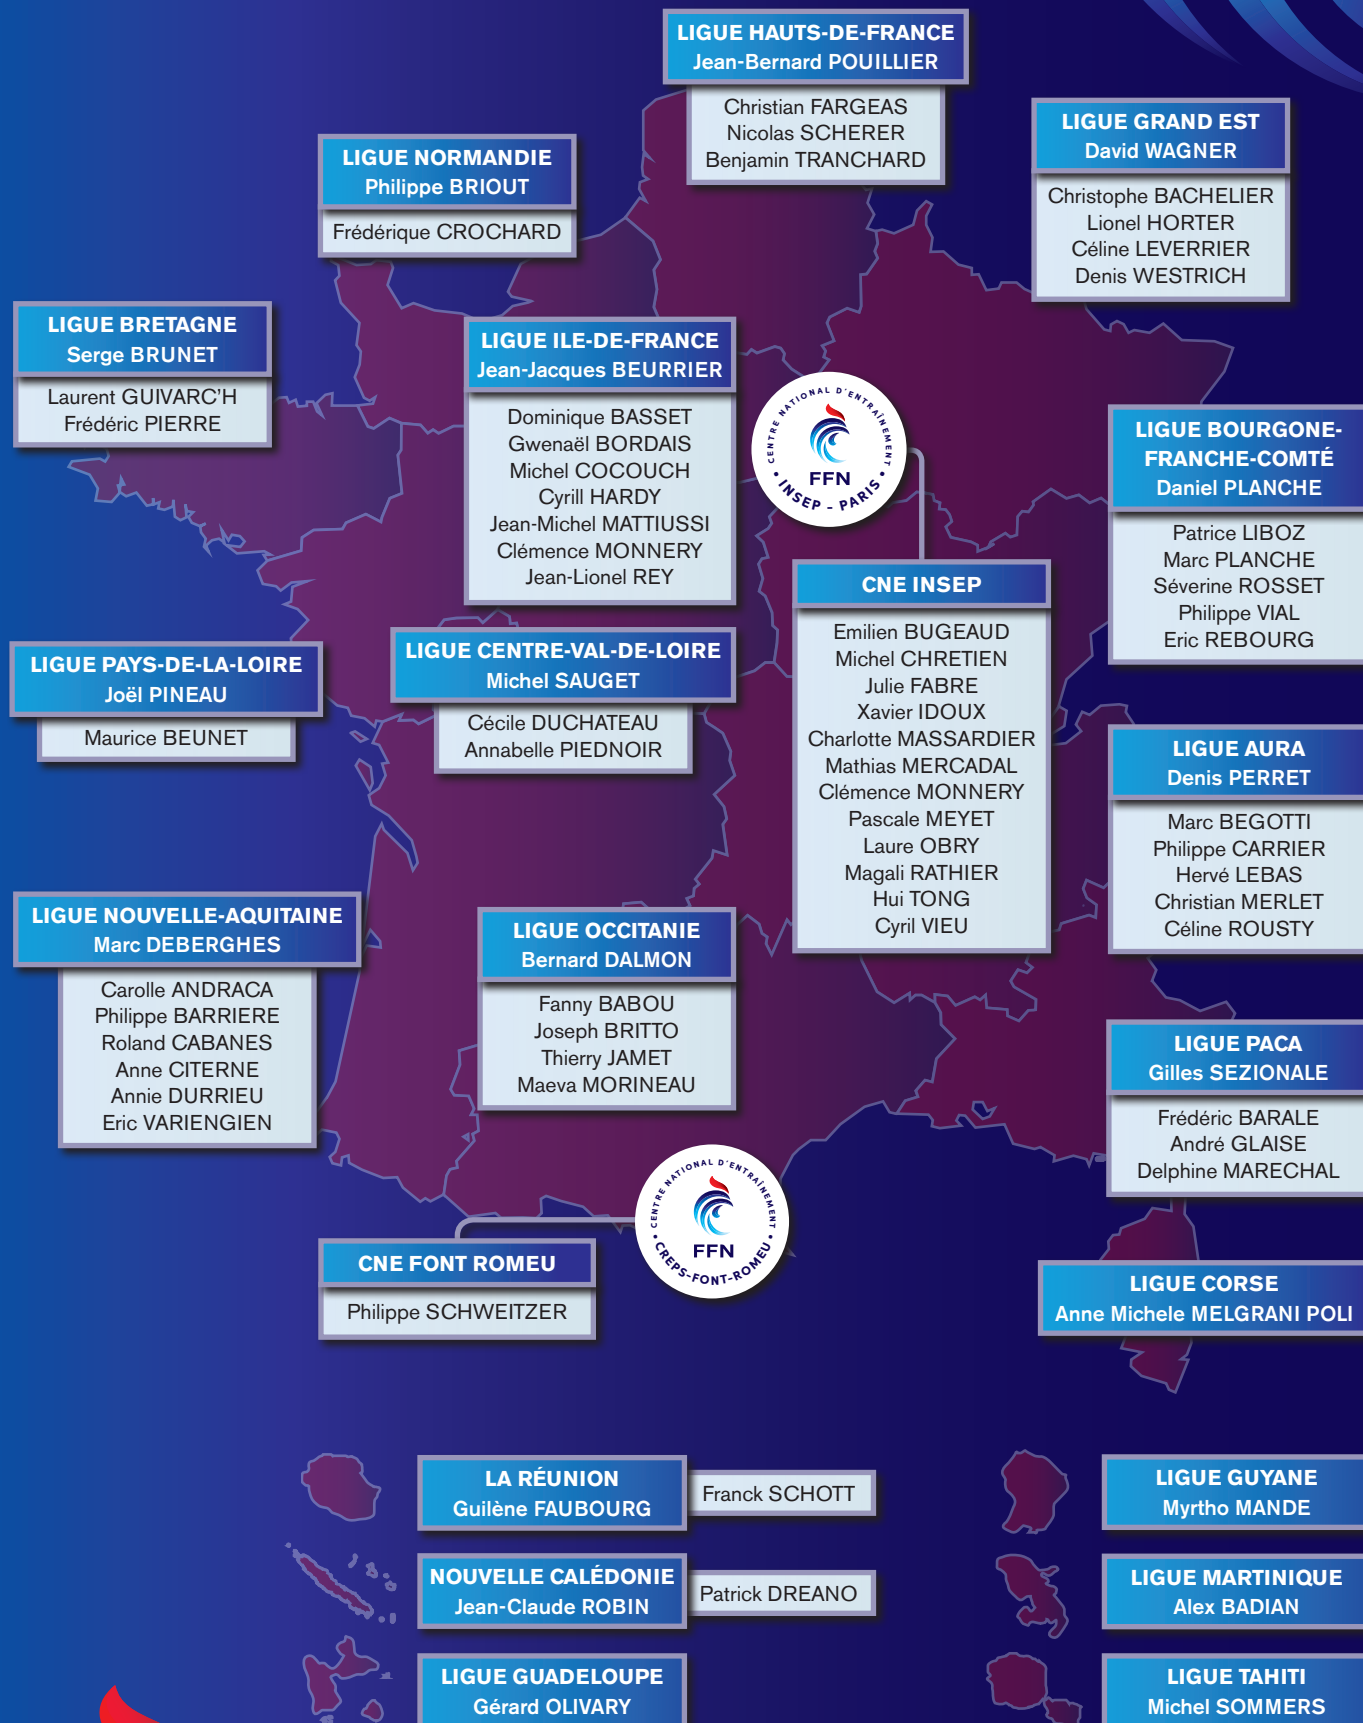 LIGUE HAUTS-DE-FRANCE
Jean-Bernard POUILLIER
Christian FARGEAS
Nicolas SCHERER
Benjamin TRANCHARD
LIGUE GRAND EST
David WAGNER
Christophe BACHELIER
Lionel HORTER
Céline LEVERRIER
Denis WESTRICH
LIGUE NORMANDIE
Philippe BRIOUT
Frédérique CROCHARD
LIGUE BRETAGNE
Serge BRUNET
Laurent GUIVARC'H
Frédéric PIERRE
LIGUE ILE-DE-FRANCE
Jean-Jacques BEURRIER
Dominique BASSET
Gwenaël BORDAIS
Michel COCOUCH
Cyrill HARDY
Jean-Michel MATTIUSSI
Clémence MONNERY
Jean-Lionel REY
CENTRE NATIONAL D'ENTRAÎNEMENT
FFN
• INSEP - PARIS •
LIGUE BOURGONE-
FRANCHE-COMTÉ
Daniel PLANCHE
Patrice LIBOZ
Marc PLANCHE
Séverine ROSSET
Philippe VIAL
Eric REBOURG
CNE INSEP
Emilien BUGEAUD
Michel CHRETIEN
Julie FABRE
Xavier IDOUX
Charlotte MASSARDIER
Mathias MERCADAL
Clémence MONNERY
Pascale MEYET
Laure OBRY
Magali RATHIER
Hui TONG
Cyril VIEU
LIGUE PAYS-DE-LA-LOIRE
Joël PINEAU
Maurice BEUNET
LIGUE CENTRE-VAL-DE-LOIRE
Michel SAUGET
Cécile DUCHATEAU
Annabelle PIEDNOIR
LIGUE AURA
Denis PERRET
Marc BEGOTTI
Philippe CARRIER
Hervé LEBAS
Christian MERLET
Céline ROUSTY
LIGUE NOUVELLE-AQUITAINE
Marc DEBERGHES
Carolle ANDRACA
Philippe BARRIERE
Roland CABANES
Anne CITERNE
Annie DURRIEU
Eric VARIENGIEN
LIGUE OCCITANIE
Bernard DALMON
Fanny BABOU
Joseph BRITTO
Thierry JAMET
Maeva MORINEAU
LIGUE PACA
Gilles SEZIONALE
Frédéric BARALE
André GLAISE
Delphine MARECHAL
CENTRE NATIONAL D'ENTRAÎNEMENT
FFN
• CREPS-FONT-ROMEU •
CNE FONT ROMEU
Philippe SCHWEITZER
LIGUE CORSE
Anne Michele MELGRANI POLI
LA RÉUNION
Guilène FAUBOURG
Franck SCHOTT
LIGUE GUYANE
Myrtho MANDE
NOUVELLE CALÉDONIE
Jean-Claude ROBIN
Patrick DREANO
LIGUE MARTINIQUE
Alex BADIAN
LIGUE GUADELOUPE
Gérard OLIVARY
LIGUE TAHITI
Michel SOMMERS